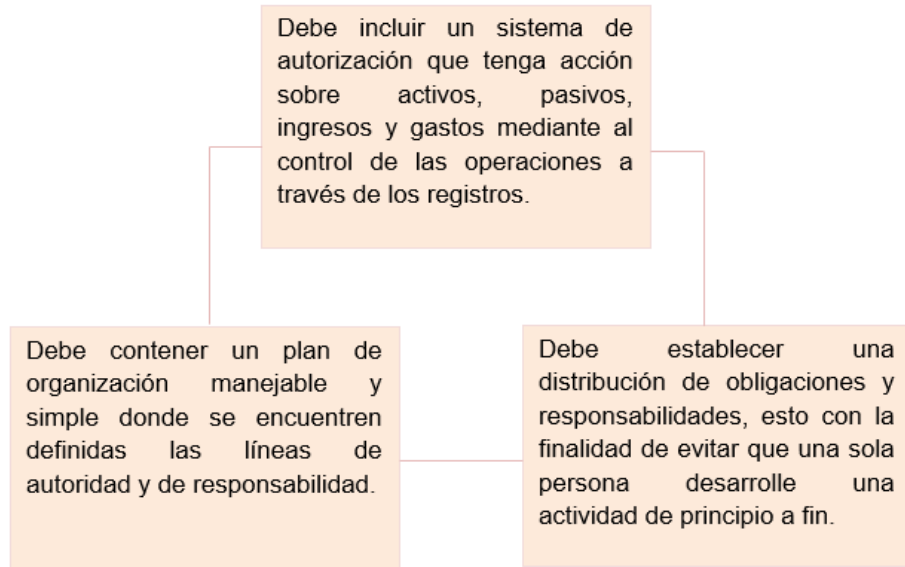 Debe incluir un sistema de
autorización que tenga acción
sobre activos, pasivos,
ingresos y gastos mediante al
control de las operaciones a
través de los registros.
Debe contener un plan de
organización manejable y
simple donde se encuentren
definidas las líneas de
autoridad y de responsabilidad.
Debe establecer una
distribución de obligaciones y
responsabilidades, esto con la
finalidad de evitar que una sola
persona desarrolle una
actividad de principio a fin.